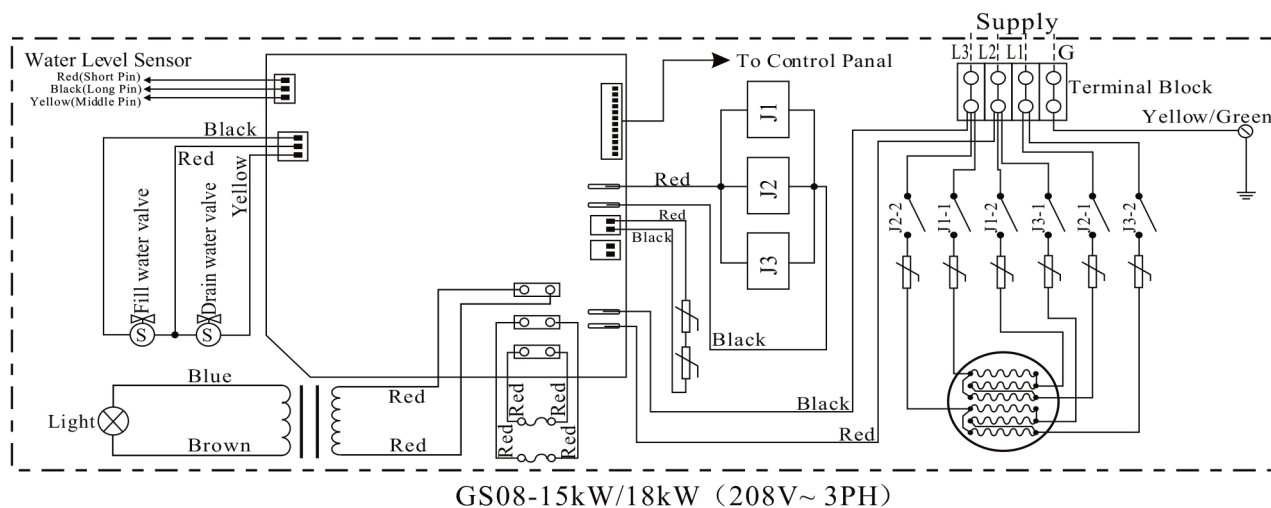 Supply
L3 L2 L1 G
Terminal Block
Yellow/Green
Water Level Sensor
Red(Short Pin)
Black(Long Pin)
Yellow(Middle Pin)
To Control Panal
Black
Red
Yellow
Fill water valve
Drain water valve
S
S
Red
J1
J2
J3
Red
Black
Black
J2-2
J1-1
J1-2
J3-1
J2-1
J3-2
Blue
Light
Brown
Red
Red
Red
Red
Red
Red
Black
Red
GS08-15kW/18kW（208V~ 3PH）